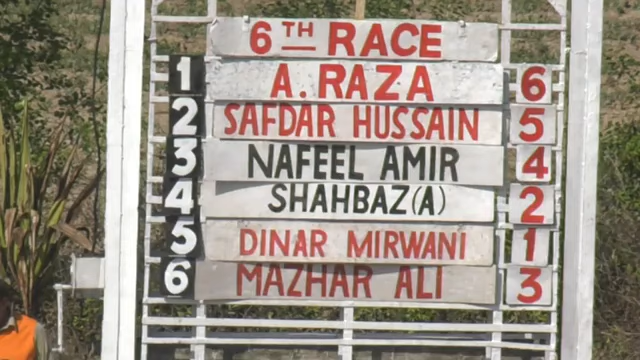 6TH RACE
1 A. RAZA 6
2 SAFDAR HUSSAIN 5
3 NAFEEL AMIR 4
4 SHAHBAZ(A) 2
5 DINAR MIRWANI 1
6 MAZHAR ALI 3